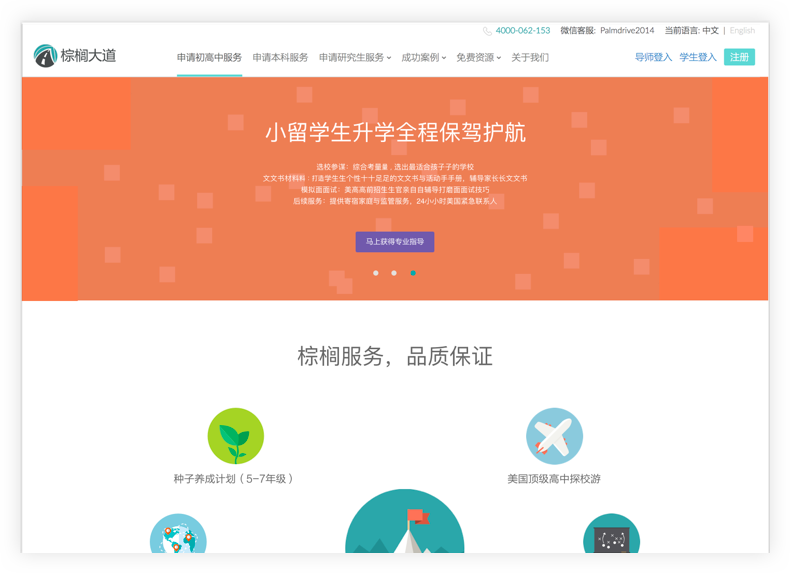 4000-062-153 微信客服: Palmdrive2014 当前语言: 中文 | English
棕榈大道
申请初高中服务 申请本科服务 申请研究生服务 成功案例 免费资源 关于我们
导师登入 学生登入 注册
小留学生升学全程保驾护航
选校参谋：综合考量量，选出最适合孩子子的学校
文文书材料料：打造学生生个性十十足足的文文书与活动手手册，辅导家长长文文书
模拟面面试：美高高前招生生官亲自自辅导打磨面面试技巧
后续服务：提供寄宿家庭与监管服务，24小小时美国紧急联系人
马上获得专业指导
棕榈服务，品质保证
种子养成计划（5-7年级）
美国顶级高中探校游